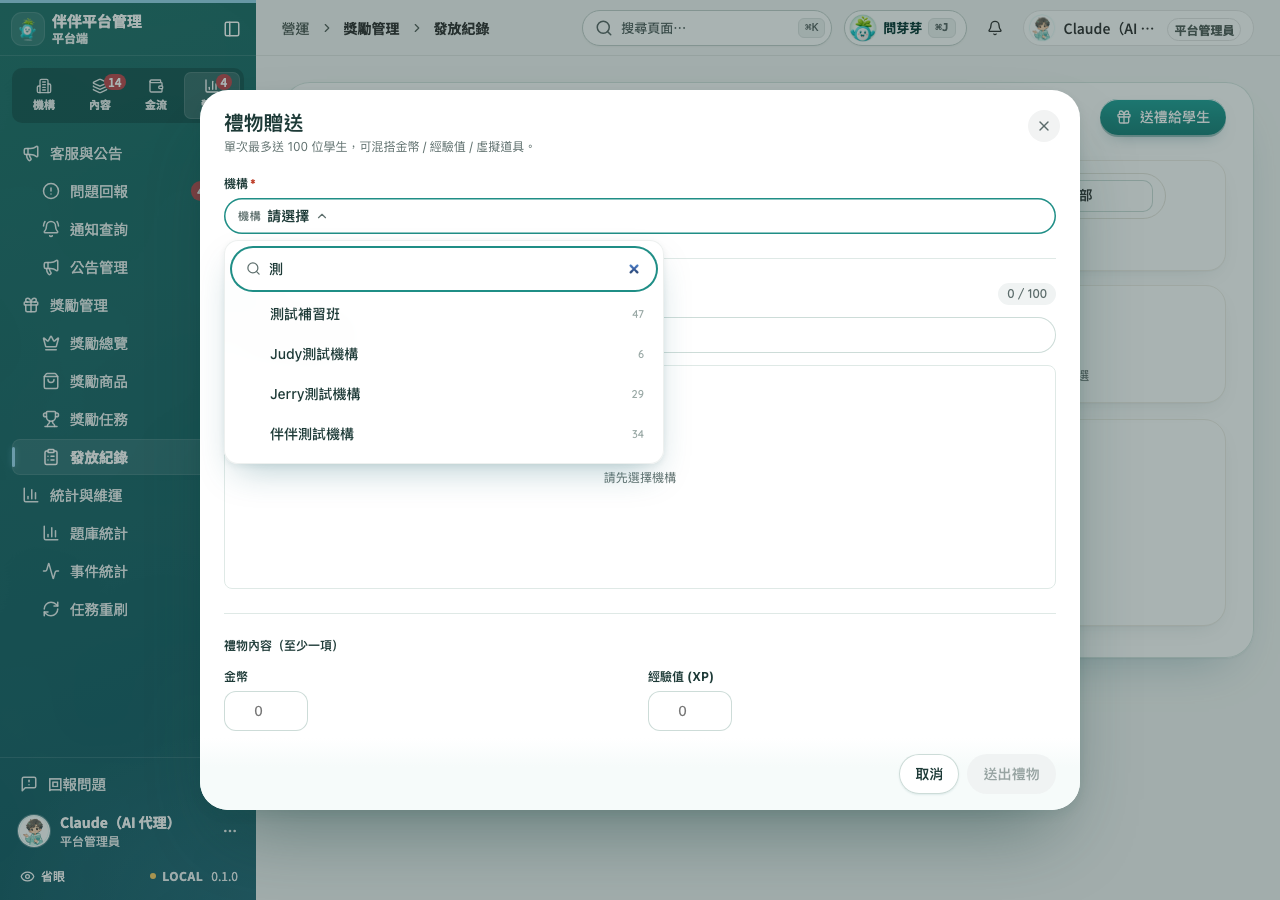 伴伴平台管理
平台端
機構
內容
14
金流
4
客服與公告
問題回報
通知查詢
公告管理
獎勵管理
獎勵總覽
獎勵商品
獎勵任務
發放紀錄
統計與維運
題庫統計
事件統計
任務重刷
回報問題
Claude（AI 代理）
平台管理員
省眼
LOCAL 0.1.0
營運 > 獎勵管理 > 發放紀錄
搜尋頁面… ⌘K
問芽芽 ⌘J
Claude（AI … 平台管理員
送禮給學生
部
選
禮物贈送
單次最多送 100 位學生，可混搭金幣 / 經驗值 / 虛擬道具。
機構 *
機構 請選擇
測
測試補習班 47
Judy測試機構 6
Jerry測試機構 29
伴伴測試機構 34
0 / 100
請先選擇機構
禮物內容（至少一項）
金幣
0
經驗值 (XP)
0
取消
送出禮物